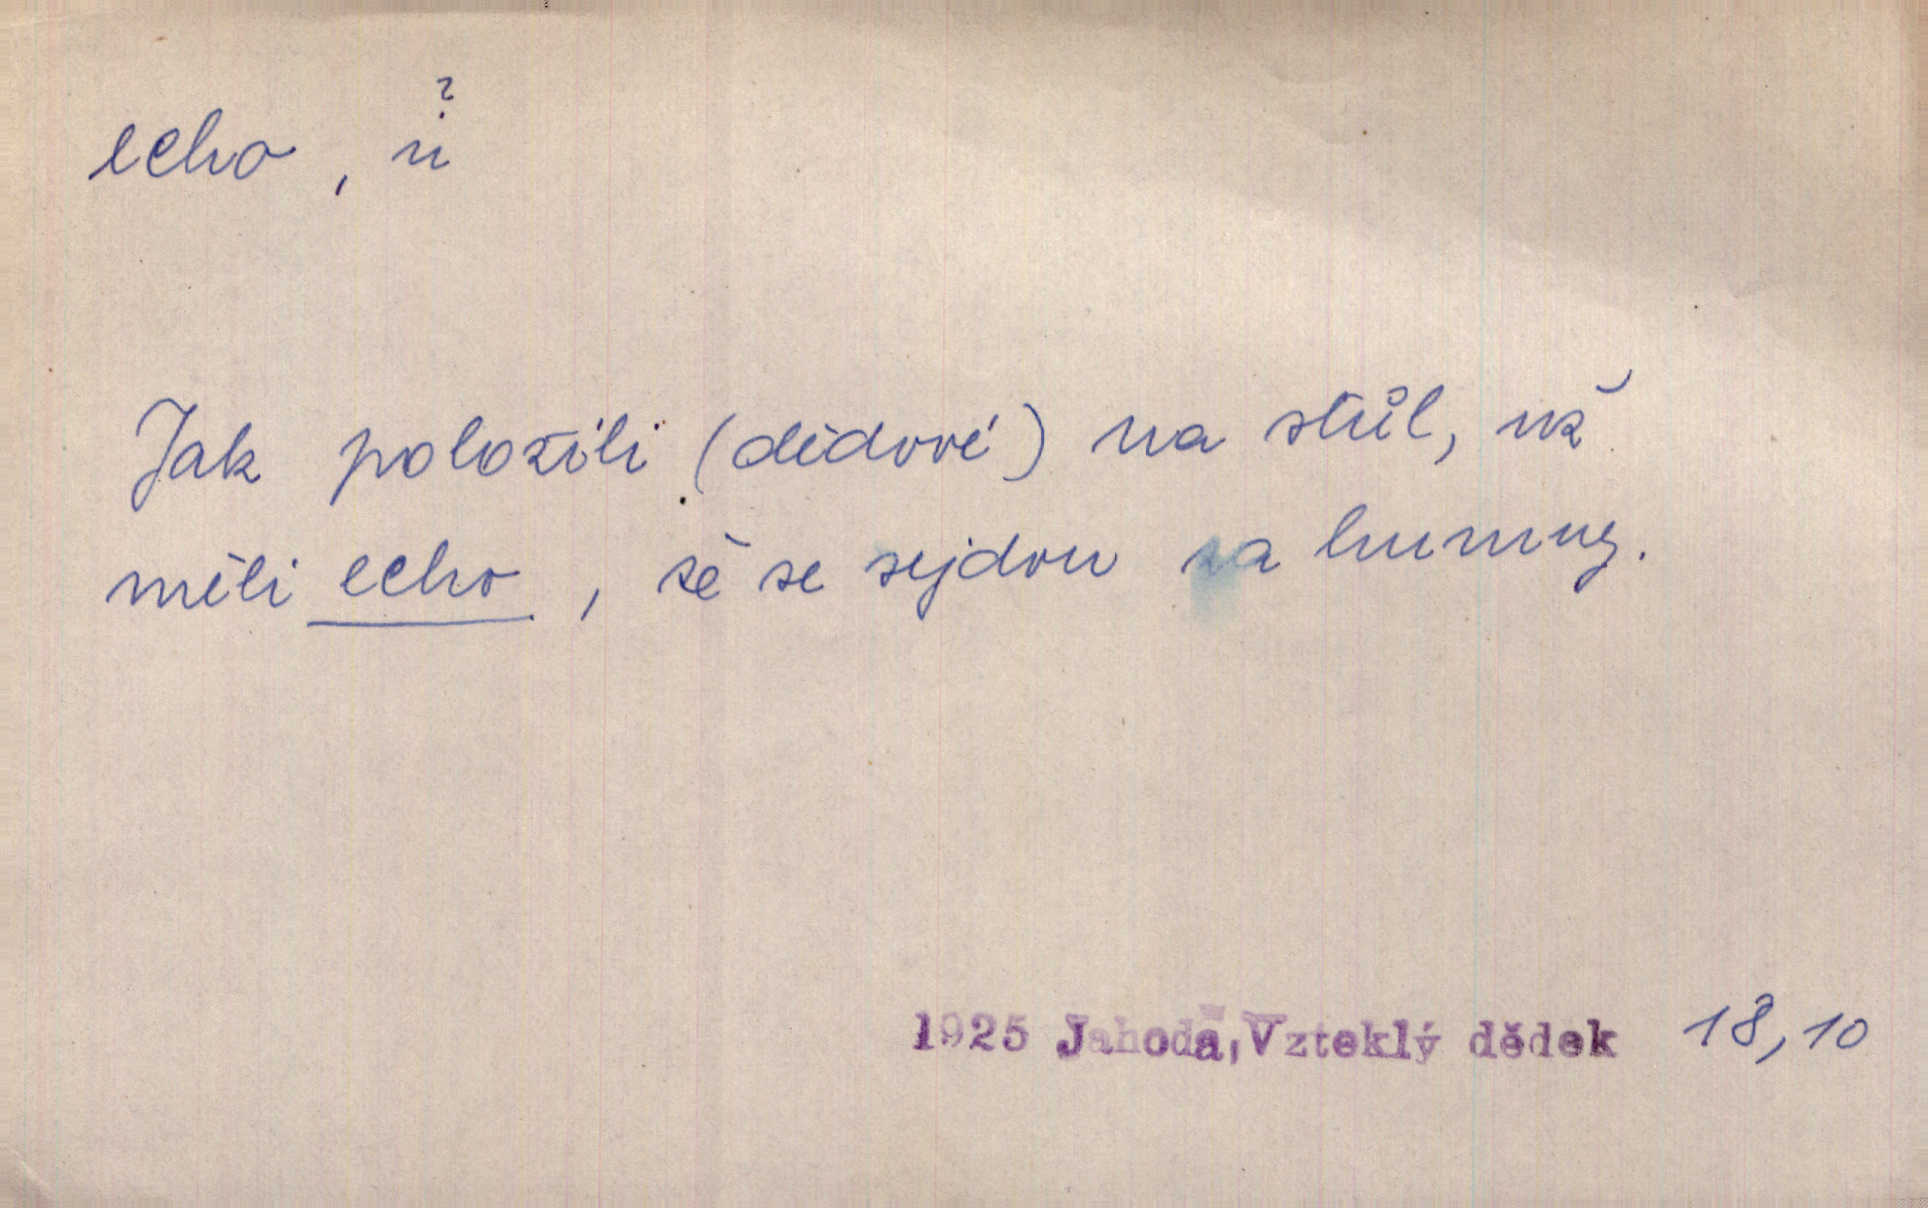 echo, ů
Jak položili (dědové) na stůl, už
měli echo, že se sejdou za humny.
1925 Jahoda, Vzteklý dědek 18,10